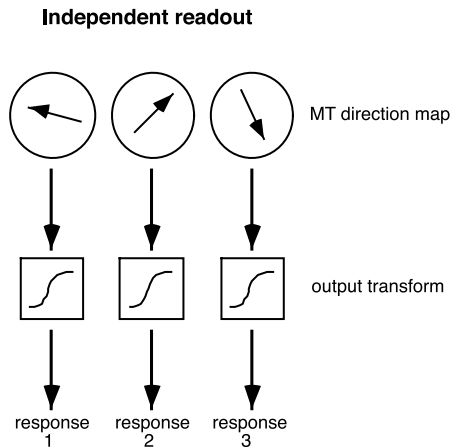 Independent readout
MT direction map
output transform
response response response
1 2 3